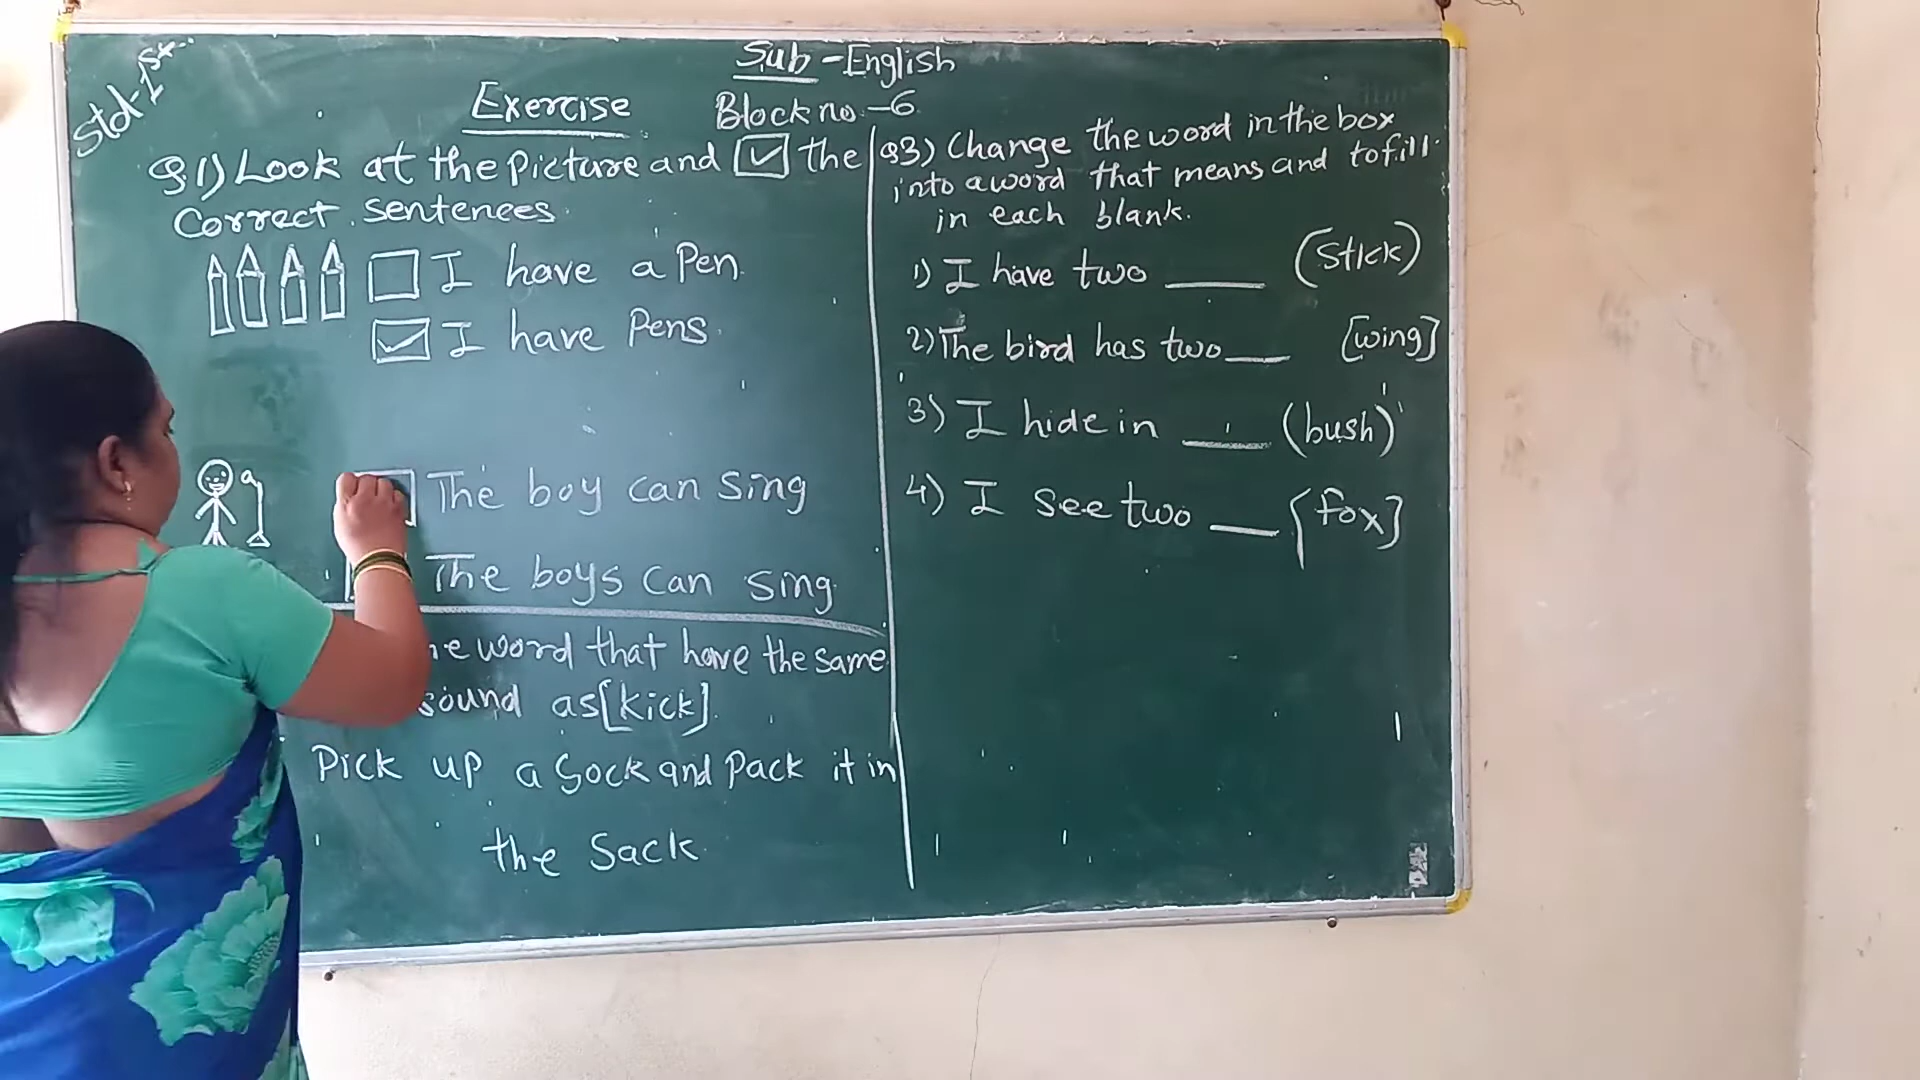 Std-1st..
Sub-English
Exercise
Block no-6
Q.1) Look at the picture and ☑ the
Correct sentences.
I have a Pen.
I have Pens.
The boy can sing
The boys can sing.
word that have the same
sound as [kick].
Pick up a Sock and Pack it in
the Sack.
Q3) Change the word in the box
into a word that means and to fill.
in each blank.
1) I have two ____ (Stick)
2) The bird has two ___ [wing]
3) I hide in ____ (bush)
4) I see two ___ [fox]